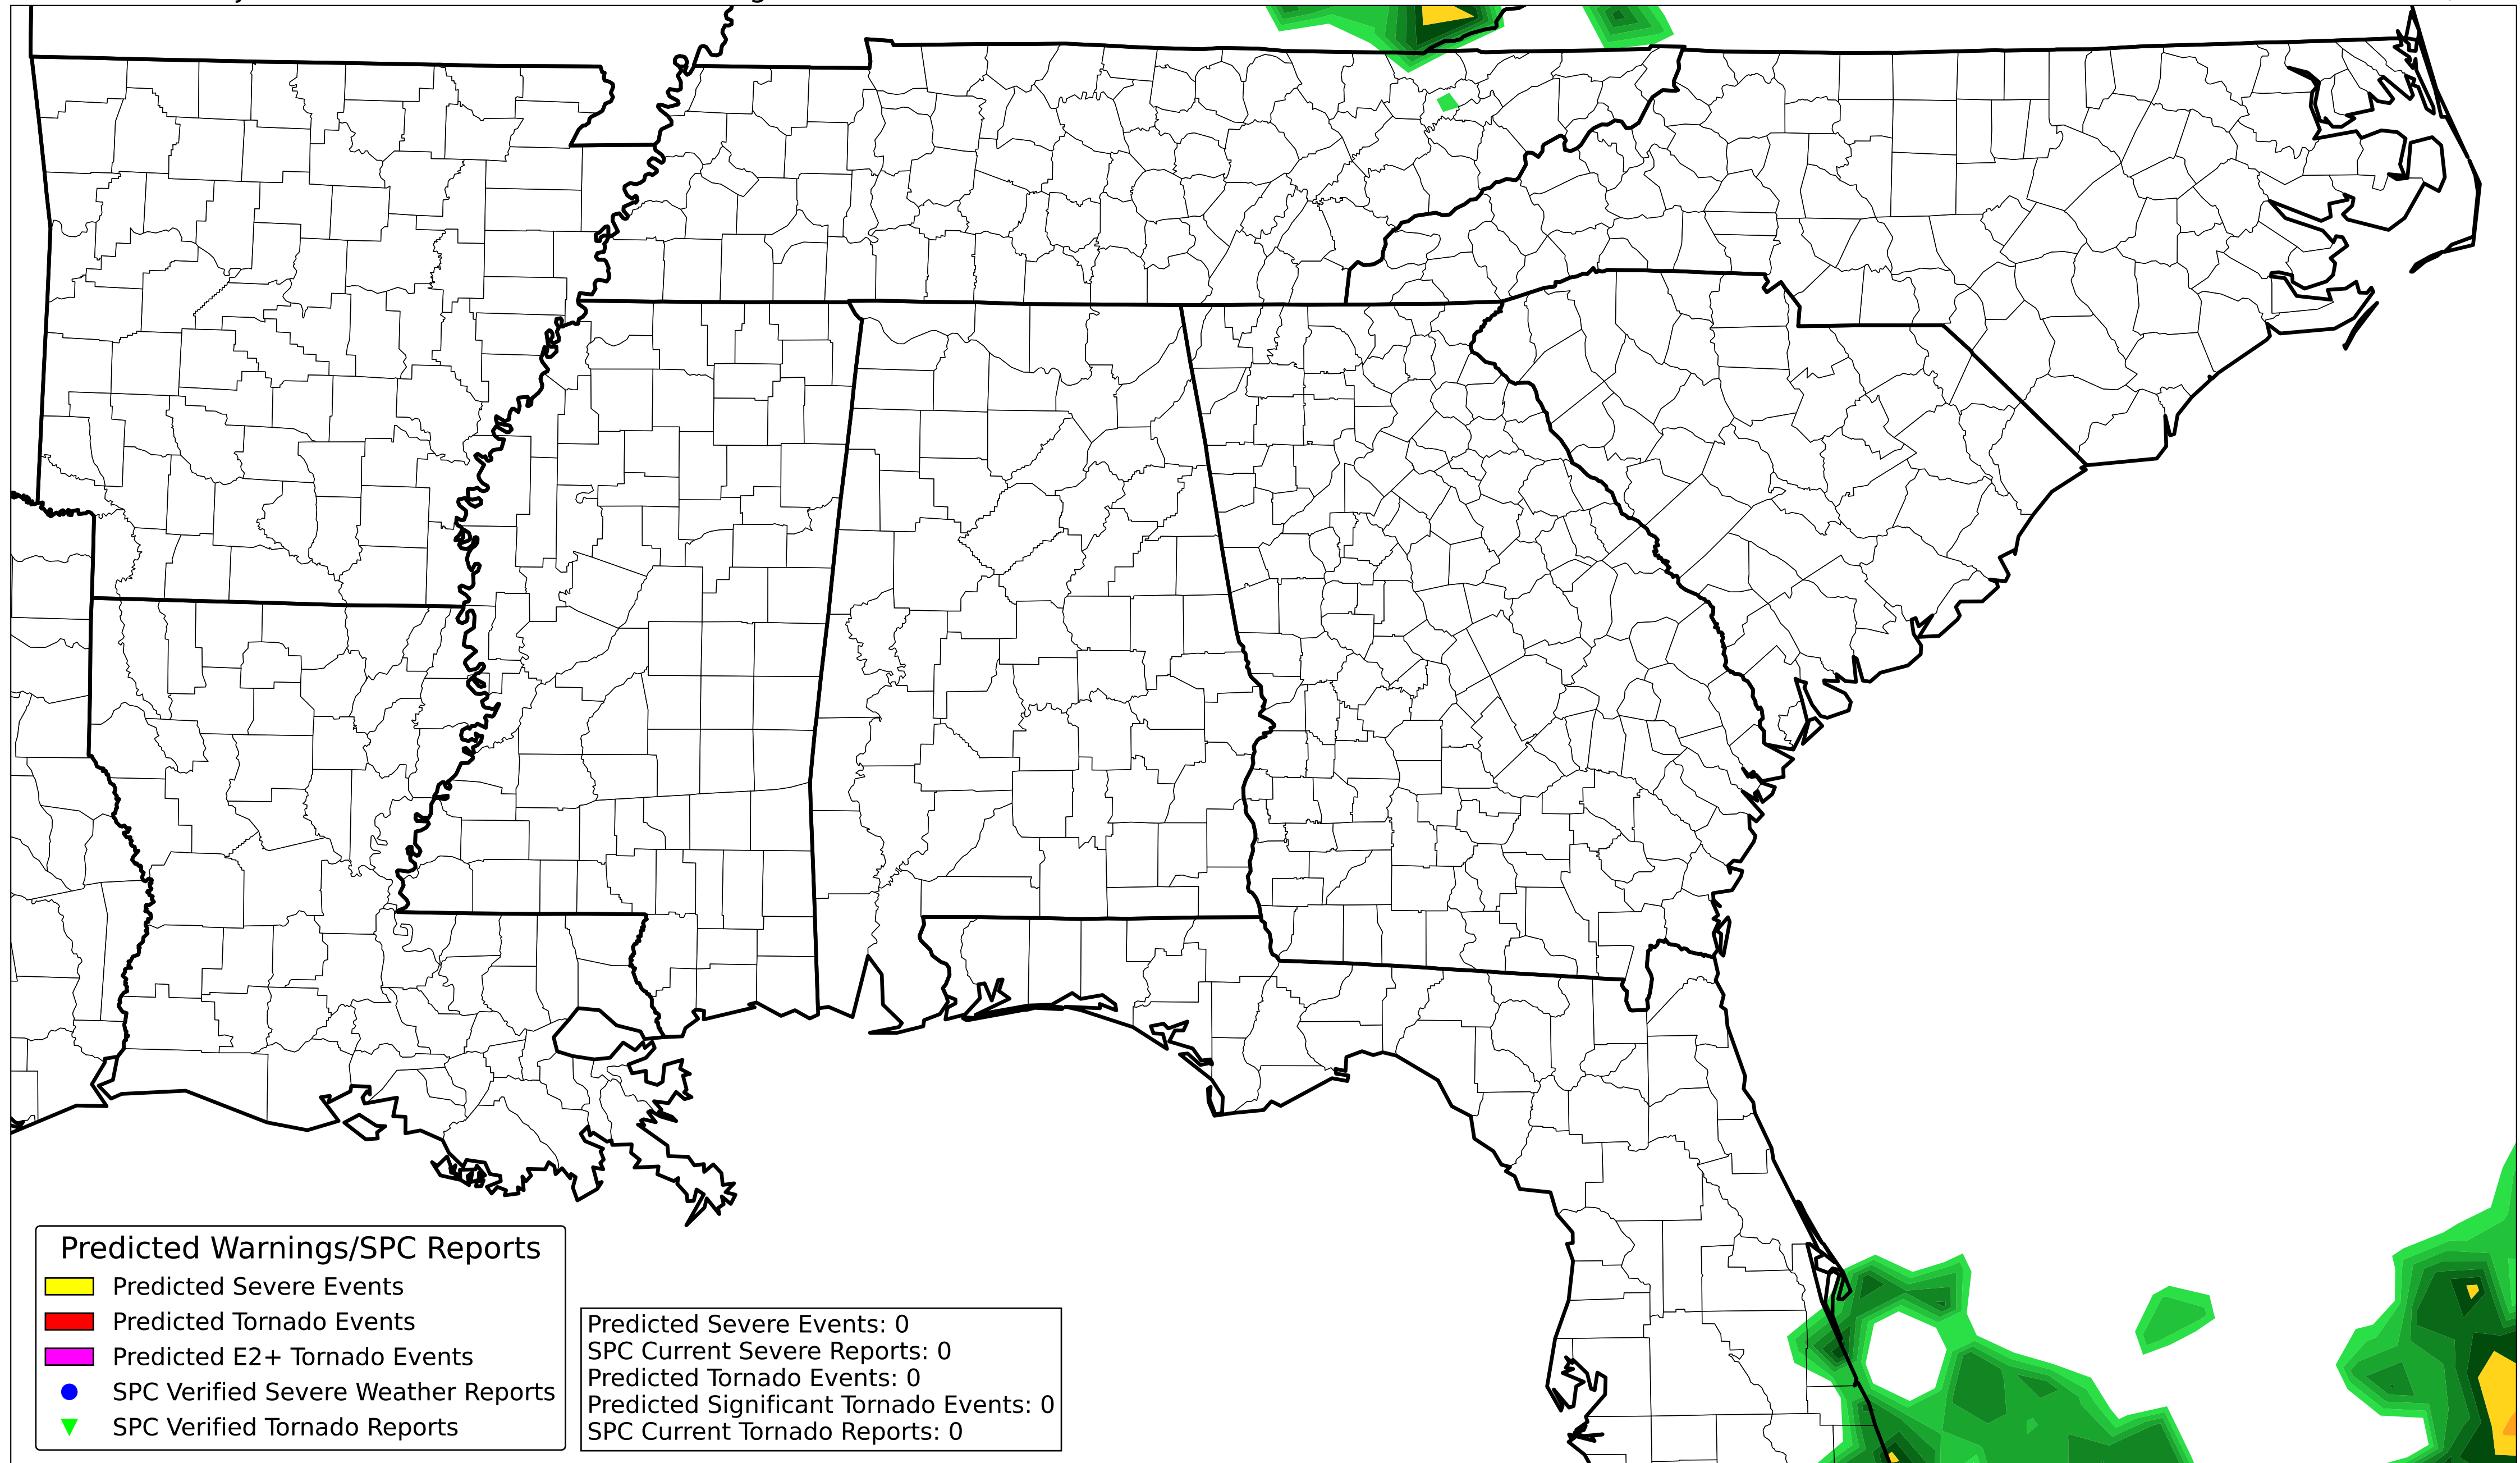 Predicted Warnings/SPC Reports
Predicted Severe Events
Predicted Tornado Events
Predicted E2+ Tornado Events
SPC Verified Severe Weather Reports
SPC Verified Tornado Reports
Predicted Severe Events: 0
SPC Current Severe Reports: 0
Predicted Tornado Events: 0
Predicted Significant Tornado Events: 0
SPC Current Tornado Reports: 0